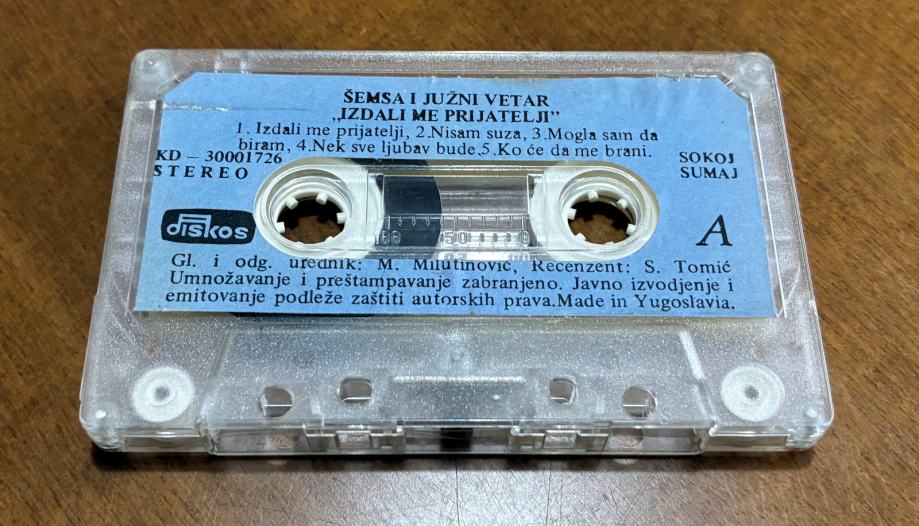 ŠEMSA I JUŽNI VETAR
„IZDALI ME PRIJATELJI”
1. Izdali me prijatelji, 2.Nisam suza, 3.Mogla sam da
biram, 4.Nek sve ljubav bude.5.Ko će da me brani.
KD – 30001726
STEREO
SOKOJ
SUMAJ
diskos
50
A
Gl. i odg. urednik: M. Milutinović, Recenzent: S. Tomić
Umnožavanje i preštampavanje zabranjeno. Javno izvodjenje i
emitovanje podleže zaštiti autorskih prava.Made in Yugoslavia.